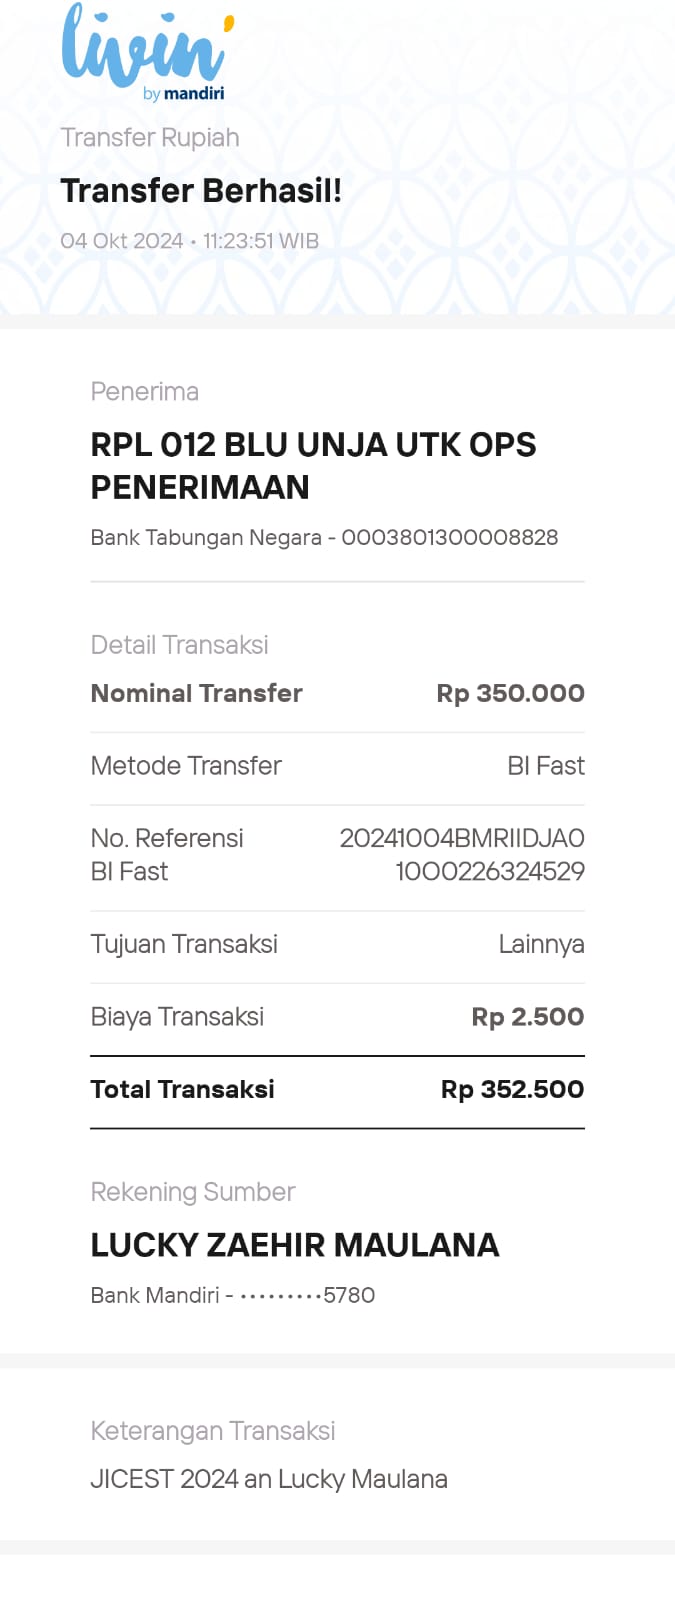 livin'
by mandiri
Transfer Rupiah
Transfer Berhasil!
04 Okt 2024 • 11:23:51 WIB
Penerima
RPL 012 BLU UNJA UTK OPS
PENERIMAAN
Bank Tabungan Negara - 0003801300008828
Detail Transaksi
Nominal Transfer Rp 350.000
Metode Transfer BI Fast
No. Referensi 20241004BMRIIDJA0
BI Fast 1000226324529
Tujuan Transaksi Lainnya
Biaya Transaksi Rp 2.500
Total Transaksi Rp 352.500
Rekening Sumber
LUCKY ZAEHIR MAULANA
Bank Mandiri - •••••••••5780
Keterangan Transaksi
JICEST 2024 an Lucky Maulana